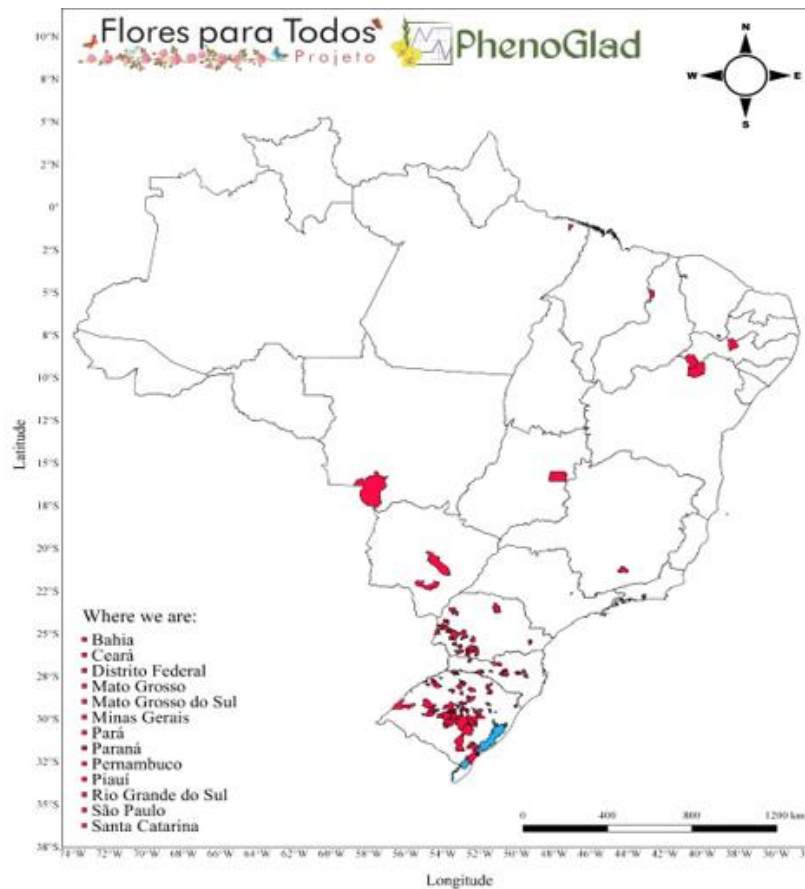 Flores para Todos
Projeto
PhenoGlad
N
W
E
S
10°N
8°N
5°N
2°N
0°
2°S
5°S
8°S
10°S
12°S
15°S
18°S
20°S
22°S
25°S
28°S
30°S
32°S
35°S
38°S
Latitude
Where we are:
Bahia
Ceará
Distrito Federal
Mato Grosso
Mato Grosso do Sul
Minas Gerais
Pará
Paraná
Pernambuco
Piauí
Rio Grande do Sul
São Paulo
Santa Catarina
0 400 800 1200 km
74°W 72°W 70°W 68°W 66°W 64°W 62°W 60°W 58°W 56°W 54°W 52°W 50°W 48°W 46°W 44°W 42°W 40°W 38°W 36°W
Longitude